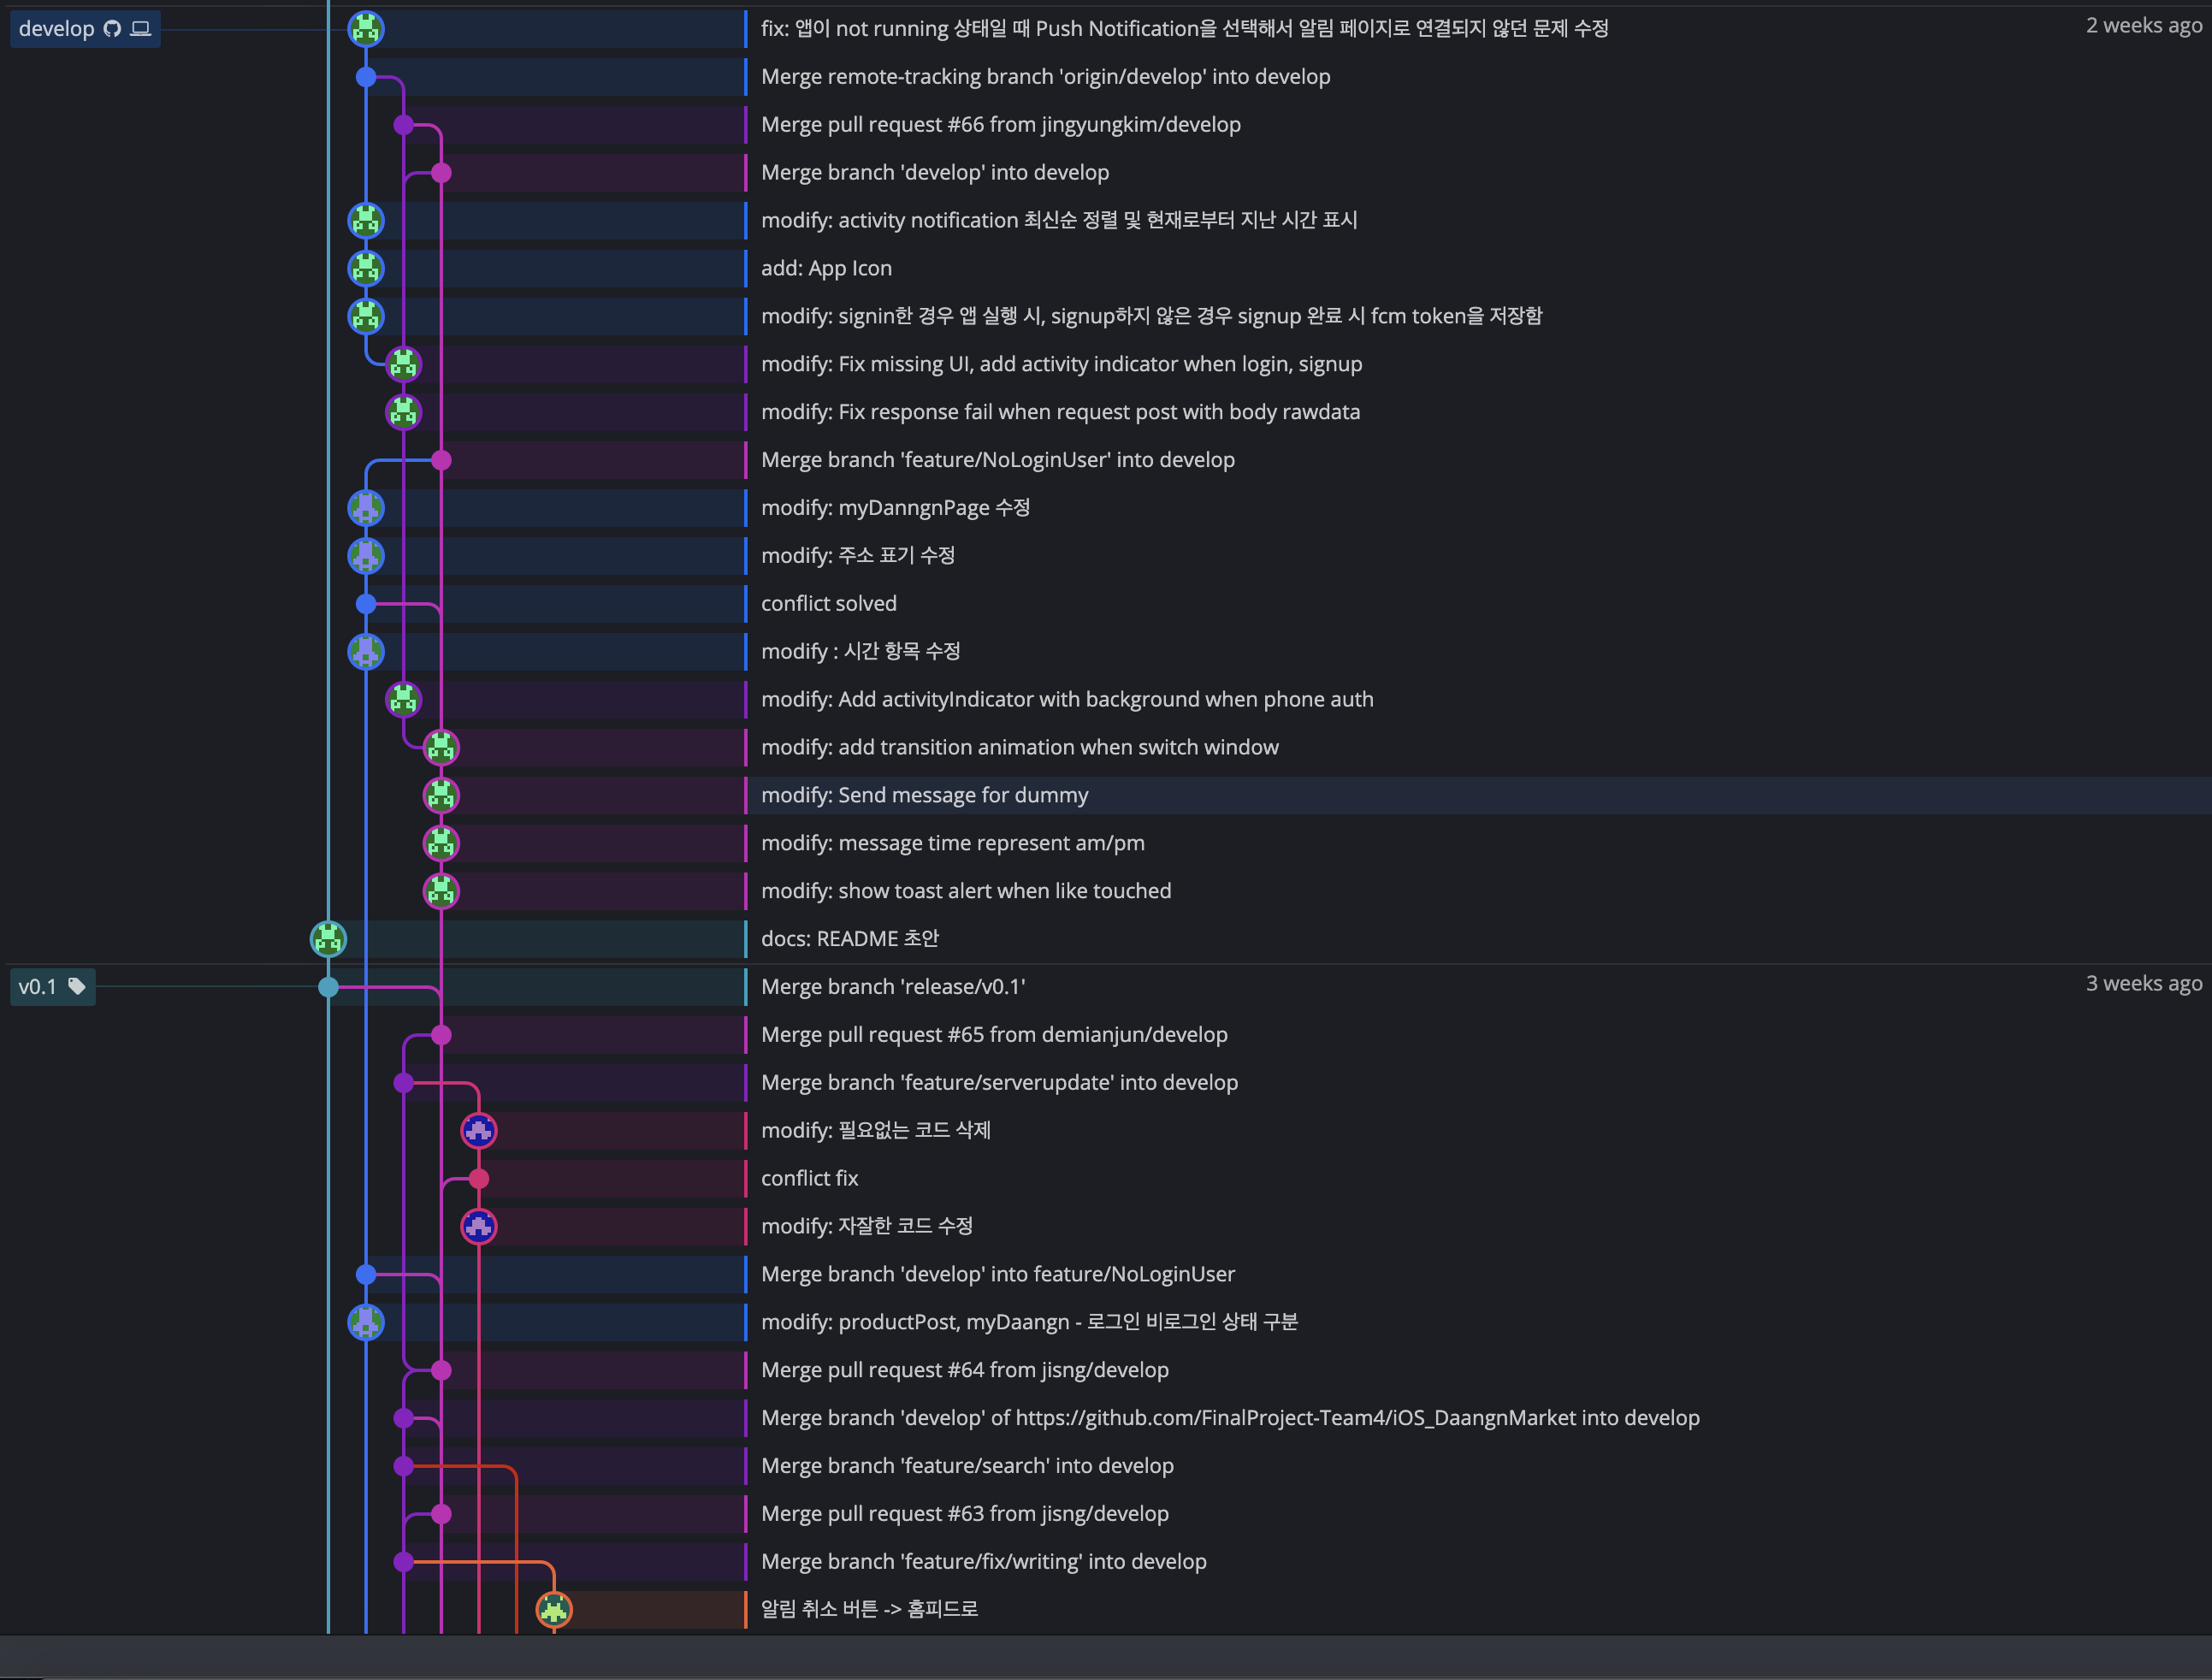 develop
fix: 앱이 not running 상태일 때 Push Notification을 선택해서 알림 페이지로 연결되지 않던 문제 수정
2 weeks ago
Merge remote-tracking branch 'origin/develop' into develop
Merge pull request #66 from jingyungkim/develop
Merge branch 'develop' into develop
modify: activity notification 최신순 정렬 및 현재로부터 지난 시간 표시
add: App Icon
modify: signin한 경우 앱 실행 시, signup하지 않은 경우 signup 완료 시 fcm token을 저장함
modify: Fix missing UI, add activity indicator when login, signup
modify: Fix response fail when request post with body rawdata
Merge branch 'feature/NoLoginUser' into develop
modify: myDanngnPage 수정
modify: 주소 표기 수정
conflict solved
modify : 시간 항목 수정
modify: Add activityIndicator with background when phone auth
modify: add transition animation when switch window
modify: Send message for dummy
modify: message time represent am/pm
modify: show toast alert when like touched
docs: README 초안
v0.1
Merge branch 'release/v0.1'
3 weeks ago
Merge pull request #65 from demianjun/develop
Merge branch 'feature/serverupdate' into develop
modify: 필요없는 코드 삭제
conflict fix
modify: 자잘한 코드 수정
Merge branch 'develop' into feature/NoLoginUser
modify: productPost, myDaangn - 로그인 비로그인 상태 구분
Merge pull request #64 from jisng/develop
Merge branch 'develop' of https://github.com/FinalProject-Team4/iOS_DaangnMarket into develop
Merge branch 'feature/search' into develop
Merge pull request #63 from jisng/develop
Merge branch 'feature/fix/writing' into develop
알림 취소 버튼 -> 홈피드로